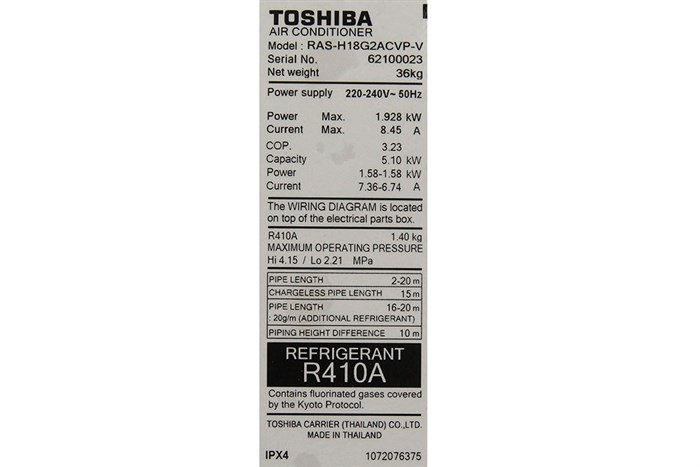 TOSHIBA
AIR CONDITIONER
Model : RAS-H18G2ACVP-V
Serial No. 62100023
Net weight 36kg
Power supply 220-240V~ 50Hz
Power Max. 1.928 kW
Current Max. 8.45 A
COP. 3.23
Capacity 5.10 kW
Power 1.58-1.58 kW
Current 7.36-6.74 A
The WIRING DIAGRAM is located
on top of the electrical parts box.
R410A 1.40 kg
MAXIMUM OPERATING PRESSURE
Hi 4.15 / Lo 2.21 MPa
PIPE LENGTH 2-20 m
CHARGELESS PIPE LENGTH 15 m
PIPE LENGTH 16-20 m
: 20g/m (ADDITIONAL REFRIGERANT)
PIPING HEIGHT DIFFERENCE 10 m
REFRIGERANT
R410A
Contains fluorinated gases covered
by the Kyoto Protocol.
TOSHIBA CARRIER (THAILAND) CO.,LTD.
MADE IN THAILAND
IPX4 1072076375